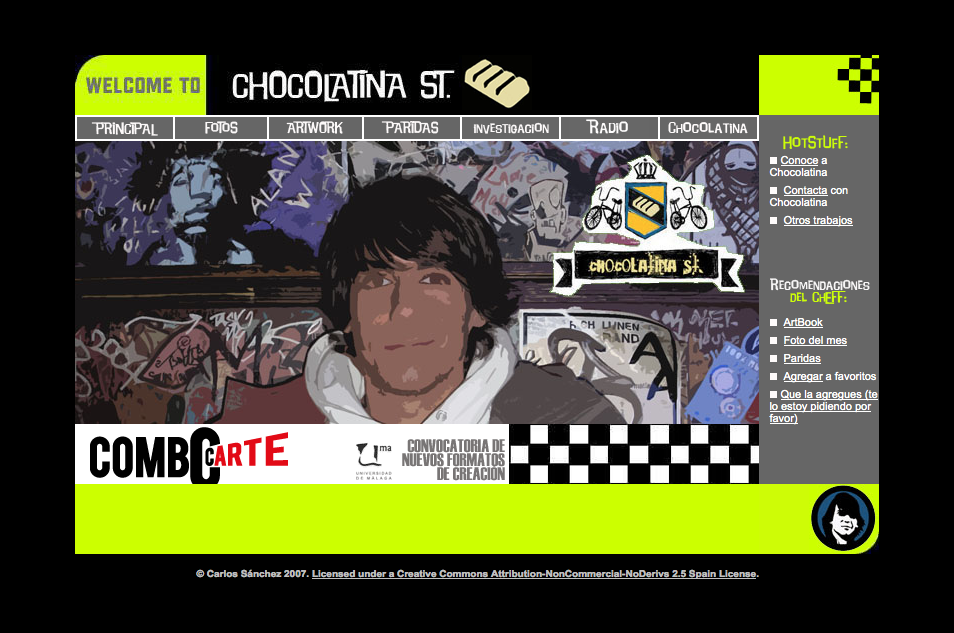 WELCOME TO
CHOCOLATINA ST.
PRINCIPAL
FOTOS
ARTWORK
PARIDAS
INVESTIGACION
RADIO
CHOCOLATINA
HOTSTUFF:
Conoce a
Chocolatina
Contacta con
Chocolatina
Otros trabajos
RECOMENDACIONES
DEL CHEFF:
ArtBook
Foto del mes
Paridas
Agregar a favoritos
Que la agregues (te
lo estoy pidiendo por
favor)
ALAN
CHOCOLATINA ST.
COMBOCARTE
uma
UNIVERSIDAD
DE MÁLAGA
CONVOCATORIA DE
NUEVOS FORMATOS
DE CREACIÓN
© Carlos Sánchez 2007. Licensed under a Creative Commons Attribution-NonCommercial-NoDerivs 2.5 Spain License.